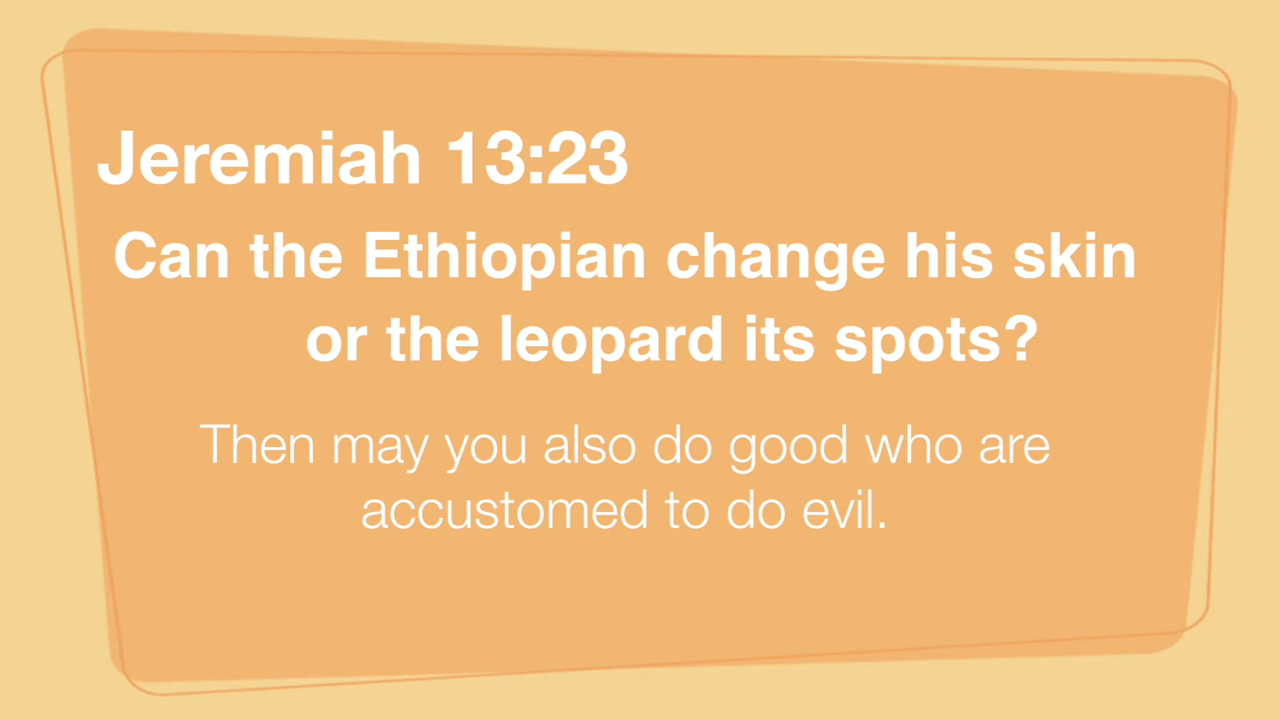 Jeremiah 13:23
Can the Ethiopian change his skin
or the leopard its spots?
Then may you also do good who are
accustomed to do evil.